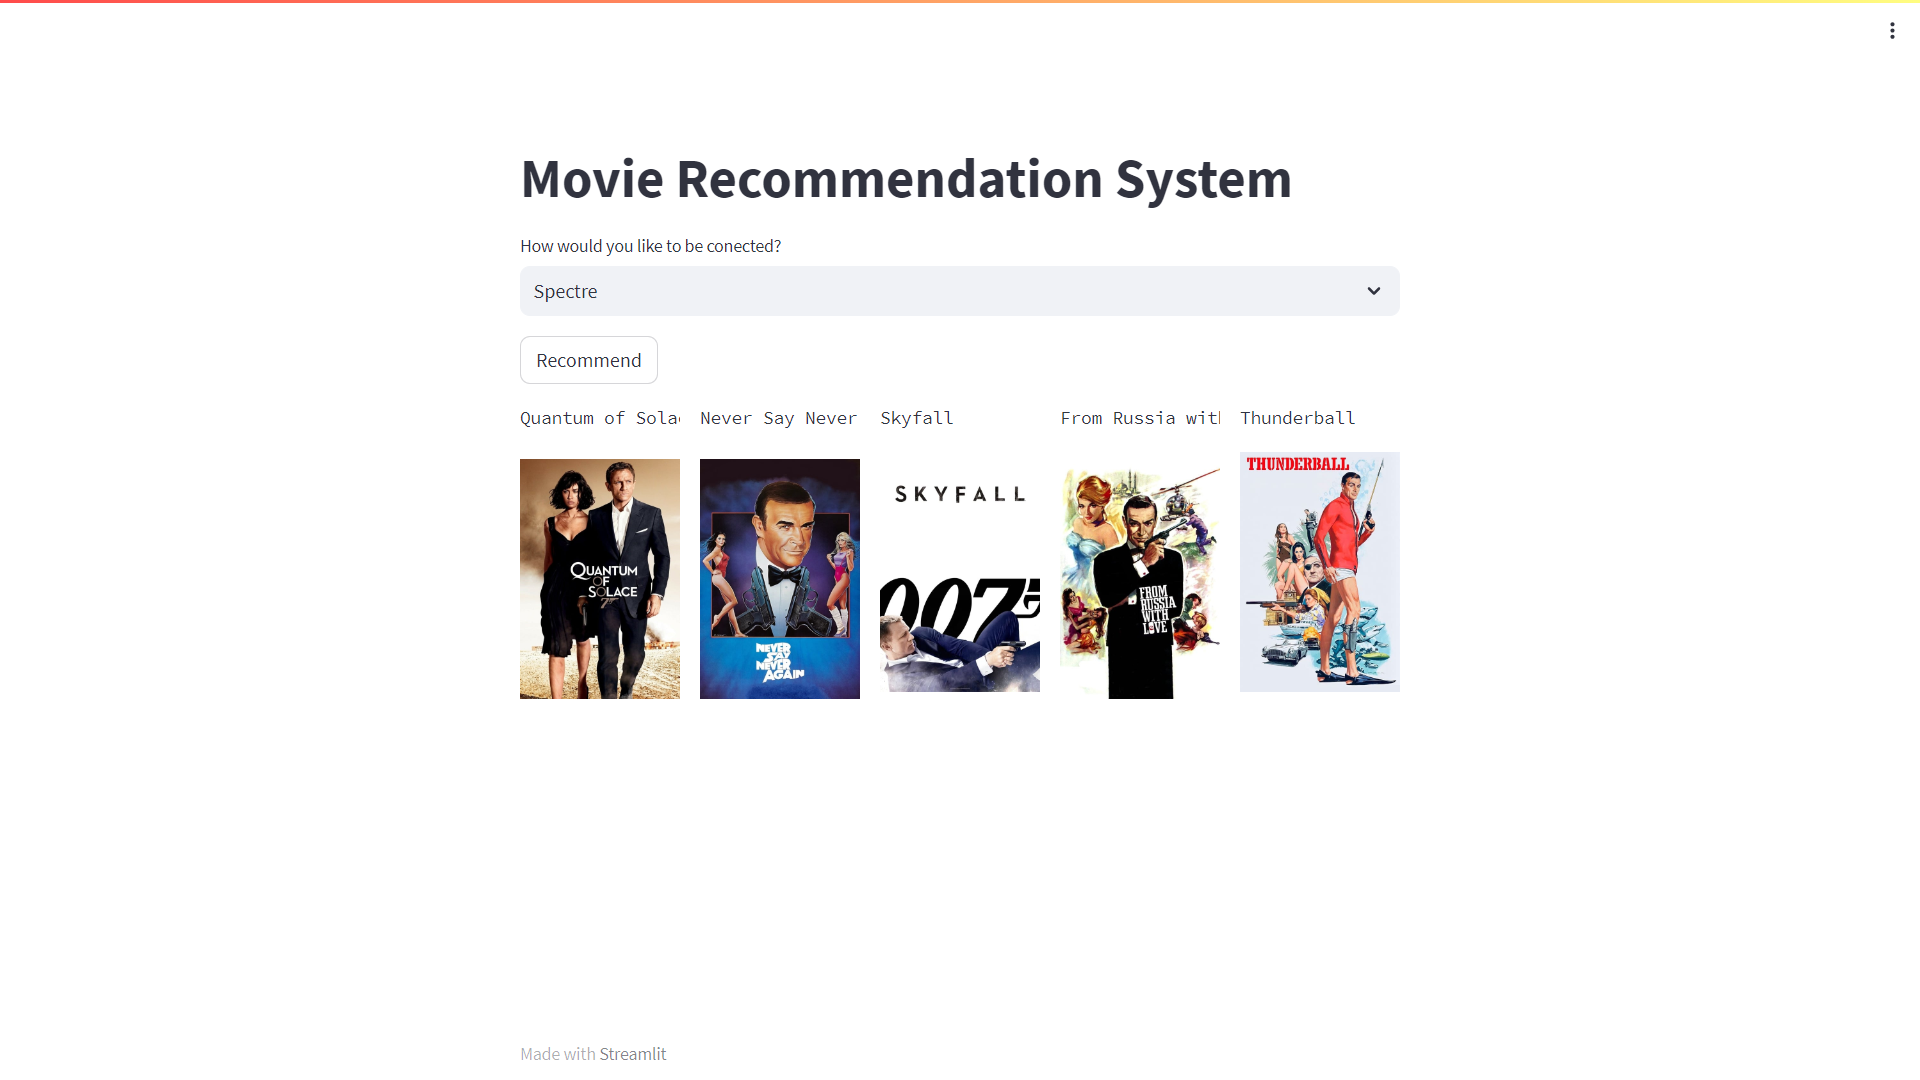 Movie Recommendation System
How would you like to be conected?
Spectre
Recommend
Quantum of Solac
Never Say Never
Skyfall
From Russia with
Thunderball
QUANTUM
OF
SOLACE
NEVER
SAY
NEVER
AGAIN
SKYFALL
007
FROM
RUSSIA
WITH
LOVE
THUNDERBALL
Made with Streamlit